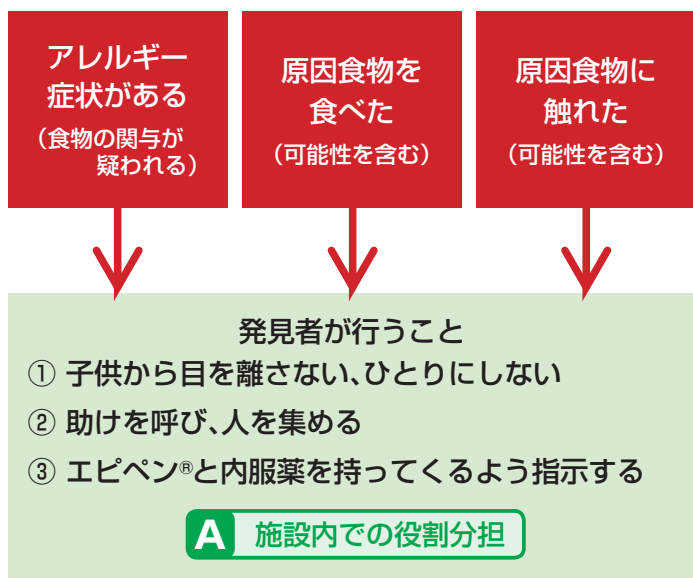 アレルギー
症状がある
（食物の関与が
疑われる）
原因食物を
食べた
（可能性を含む）
原因食物に
触れた
（可能性を含む）
発見者が行うこと
① 子供から目を離さない、ひとりにしない
② 助けを呼び、人を集める
③ エピペン®と内服薬を持ってくるよう指示する
A 施設内での役割分担